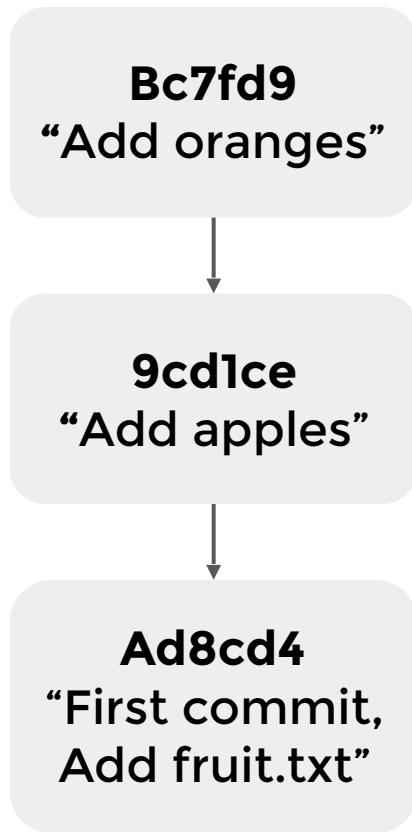 Bc7fd9
“Add oranges”
9cd1ce
“Add apples”
Ad8cd4
“First commit,
Add fruit.txt”